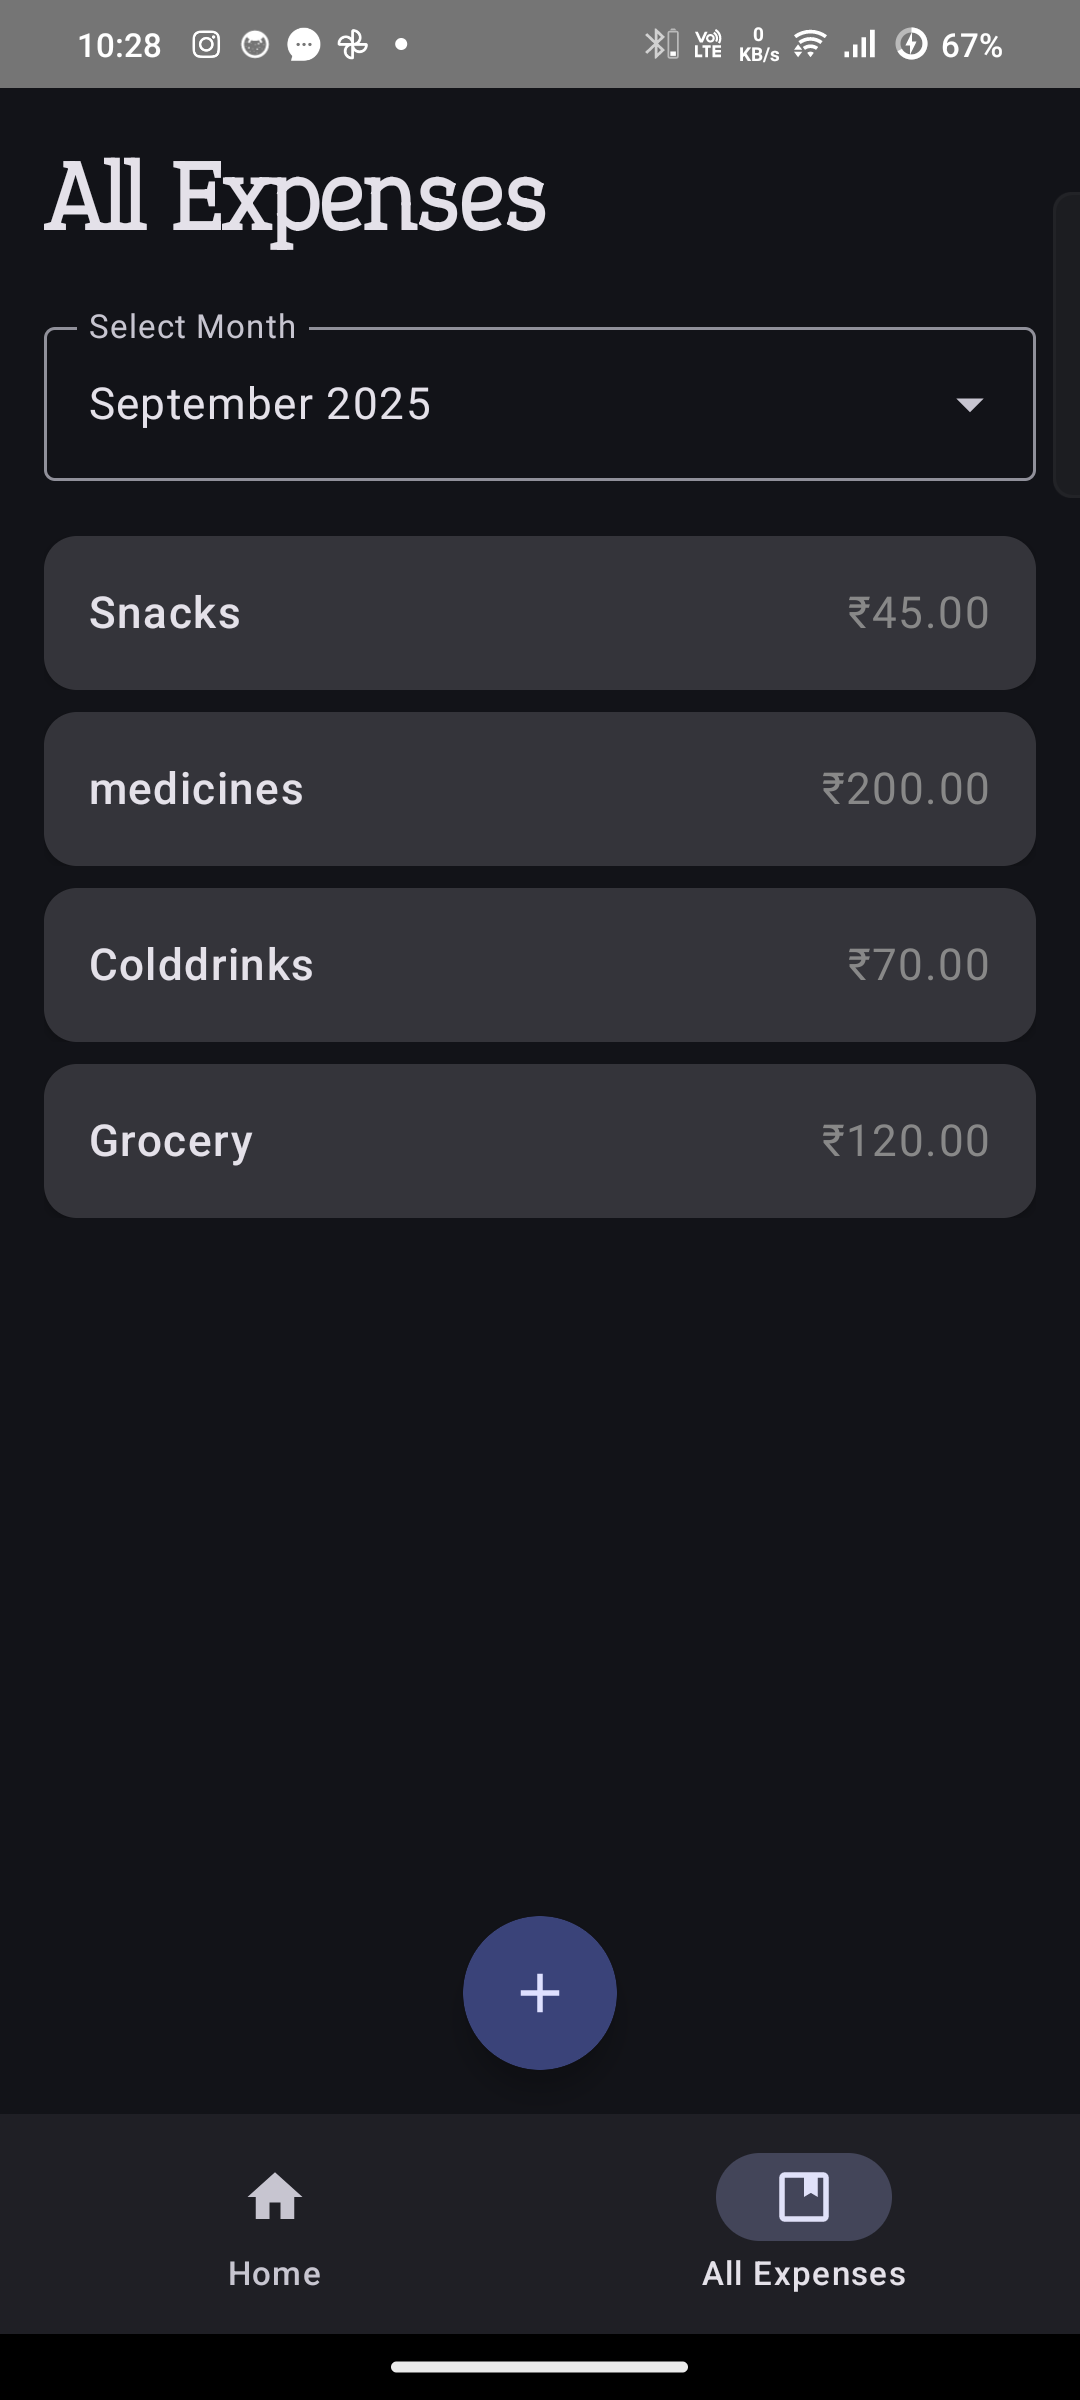 10:28
Vo) LTE
0 KB/s
67%
All Expenses
Select Month
September 2025
Snacks ₹45.00
medicines ₹200.00
Colddrinks ₹70.00
Grocery ₹120.00
+
Home
All Expenses